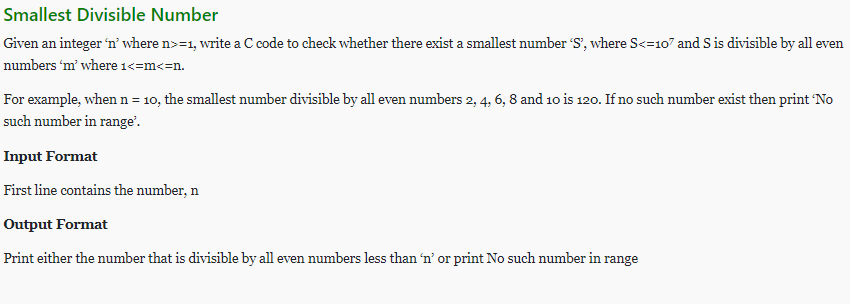 Smallest Divisible Number
Given an integer ‘n’ where n>=1, write a C code to check whether there exist a smallest number ‘S’, where S<=10⁷ and S is divisible by all even
numbers ‘m’ where 1<=m<=n.
For example, when n = 10, the smallest number divisible by all even numbers 2, 4, 6, 8 and 10 is 120. If no such number exist then print ‘No
such number in range’.
Input Format
First line contains the number, n
Output Format
Print either the number that is divisible by all even numbers less than ‘n’ or print No such number in range